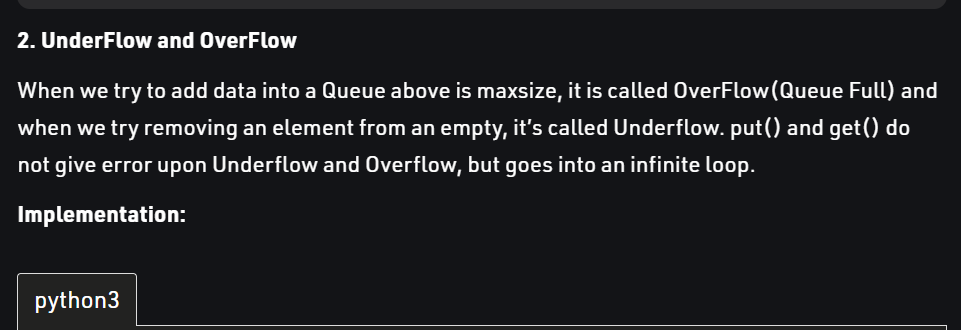 2. UnderFlow and OverFlow
When we try to add data into a Queue above is maxsize, it is called OverFlow(Queue Full) and
when we try removing an element from an empty, it’s called Underflow. put() and get() do
not give error upon Underflow and Overflow, but goes into an infinite loop.
Implementation:
python3